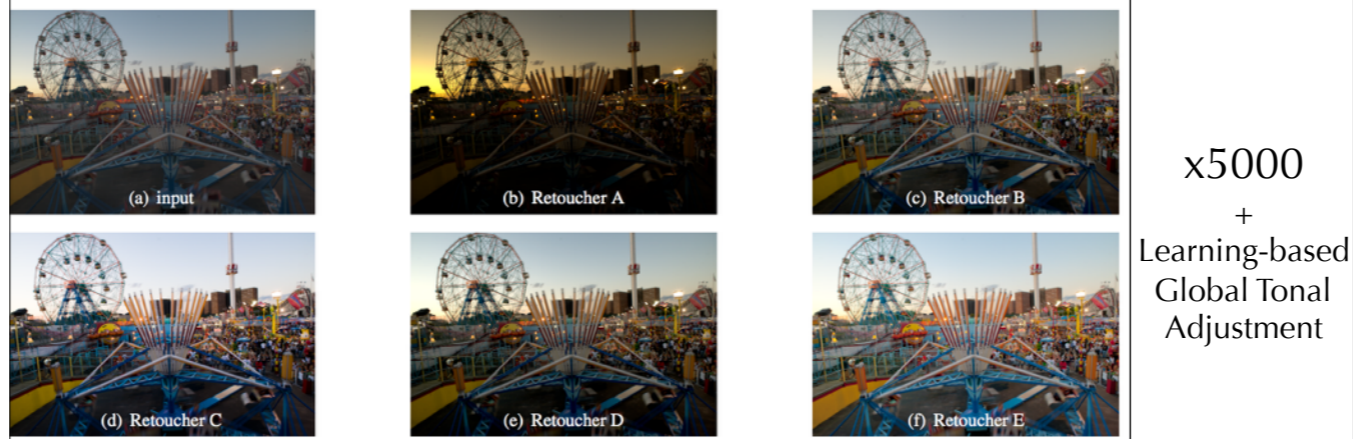 (a) input
(b) Retoucher A
(c) Retoucher B
(d) Retoucher C
(e) Retoucher D
(f) Retoucher E
x5000
+
Learning-based
Global Tonal
Adjustment